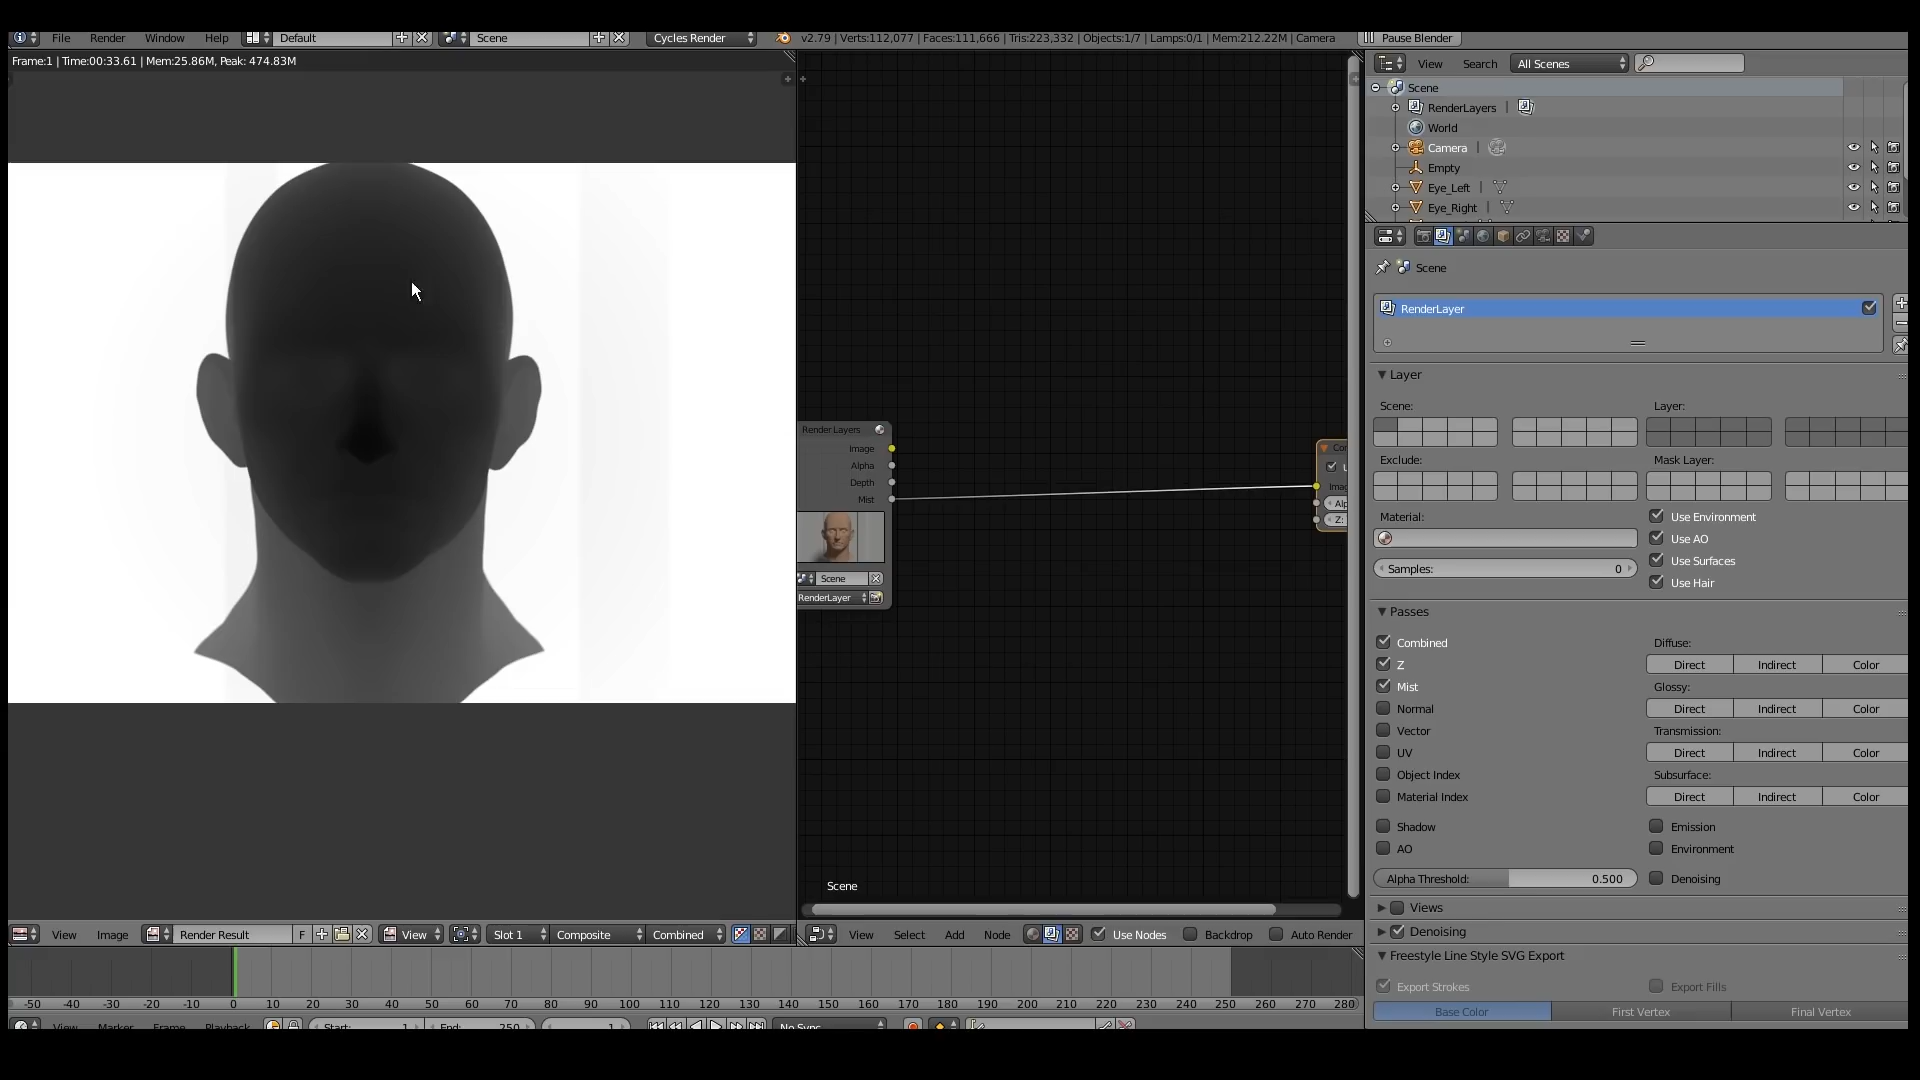 File Render Window Help Default Scene Cycles Render v2.79 | Verts:112,077 | Faces:111,666 | Tris:223,332 | Objects:1/7 | Lamps:0/1 | Mem:212.22M | Camera Pause Blender
Frame:1 | Time:00:33.61 | Mem:25.86M, Peak: 474.83M
View Search All Scenes
Scene
RenderLayers
World
Camera
Empty
Eye_Left
Eye_Right
Scene
RenderLayer
Layer
Scene: Layer:
Exclude: Mask Layer:
Material:
Use Environment
Use AO
Samples: 0
Use Surfaces
Use Hair
Passes
Combined Diffuse:
Z Direct Indirect Color
Mist Glossy:
Normal Direct Indirect Color
Vector Transmission:
UV Direct Indirect Color
Object Index Subsurface:
Material Index Direct Indirect Color
Shadow Emission
AO Environment
Alpha Threshold: 0.500 Denoising
Views
Denoising
Freestyle Line Style SVG Export
Export Strokes Export Fills
Base Color First Vertex Final Vertex
Render Layers
Image
Alpha
Depth
Mist
Scene
RenderLayer
Z:
Scene
View Image Render Result F View Slot 1 Composite Combined
View Select Add Node Use Nodes Backdrop Auto Render
-50 -40 -30 -20 -10 0 10 20 30 40 50 60 70 80 90 100 110 120 130 140 150 160 170 180 190 200 210 220 230 240 250 260 270 280
View Marker Frame Playback Start: 1 End: 250 1 No Sync